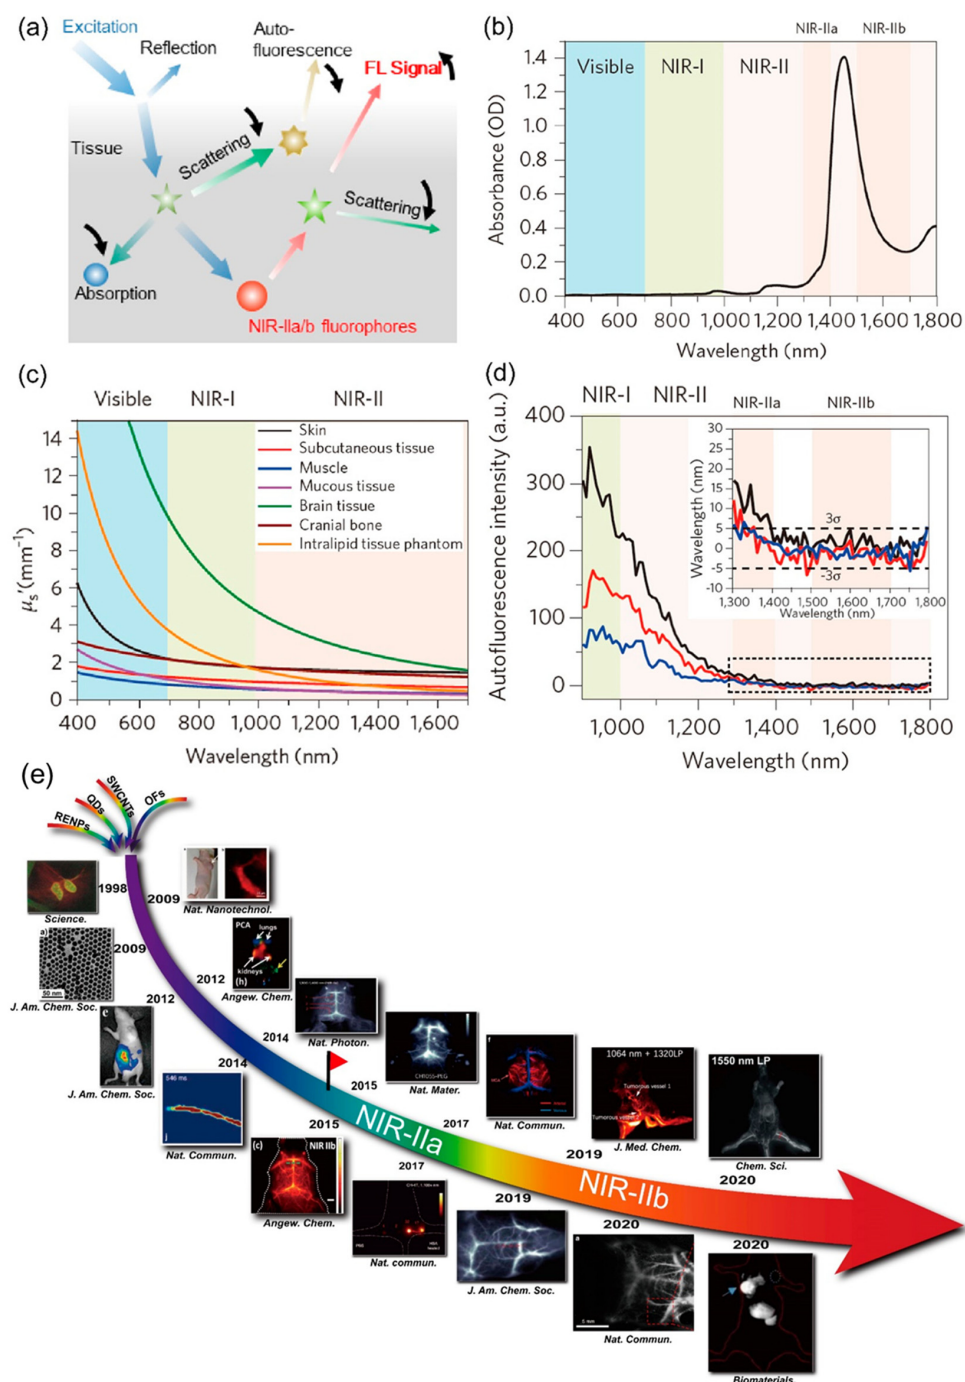 (a)
Excitation
Reflection
Auto-
fluorescence
FL Signal
Tissue
Scattering
Scattering
Absorption
NIR-IIa/b fluorophores
(b)
NIR-IIa
NIR-IIb
Visible
NIR-I
NIR-II
Absorbance (OD)
1.4
1.2
1.0
0.8
0.6
0.4
0.2
0.0
400 600 800 1,000 1,200 1,400 1,600 1,800
Wavelength (nm)
(c)
Visible
NIR-I
NIR-II
μs′(mm⁻¹)
14
12
10
8
6
4
2
0
Skin
Subcutaneous tissue
Muscle
Mucous tissue
Brain tissue
Cranial bone
Intralipid tissue phantom
400 600 800 1,000 1,200 1,400 1,600
Wavelength (nm)
(d)
NIR-I
NIR-II
NIR-IIa
NIR-IIb
Autofluorescence intensity (a.u.)
400
300
200
100
0
Wavelength (nm)
30
25
20
15
10
5
0
-5
-10
3σ
-3σ
1,300 1,400 1,500 1,600 1,700 1,800
Wavelength (nm)
1,000 1,200 1,400 1,600 1,800
Wavelength (nm)
(e)
RENPs
QDs
SWCNTs
OFs
1998
Science.
2009
Nat. Nanotechnol.
a)
50 nm
2009
J. Am. Chem. Soc.
PCA
lungs
kidneys
(h)
2012
Angew. Chem.
2012
e
J. Am. Chem. Soc.
2014
Nat. Photon.
2014
546 ms
j
Nat. Commun.
2015
CH1055-PEG
Nat. Mater.
NIR-IIa
2015
(c)
NIR IIb
Angew. Chem.
2017
f
Nat. Commun.
2017
Nat. commun.
2019
1064 nm + 1320LP
Tumorous vessel 1
J. Med. Chem.
NIR-IIb
2019
J. Am. Chem. Soc.
2020
1550 nm LP
Chem. Sci.
2020
a
5 mm
Nat. Commun.
2020
Biomaterials